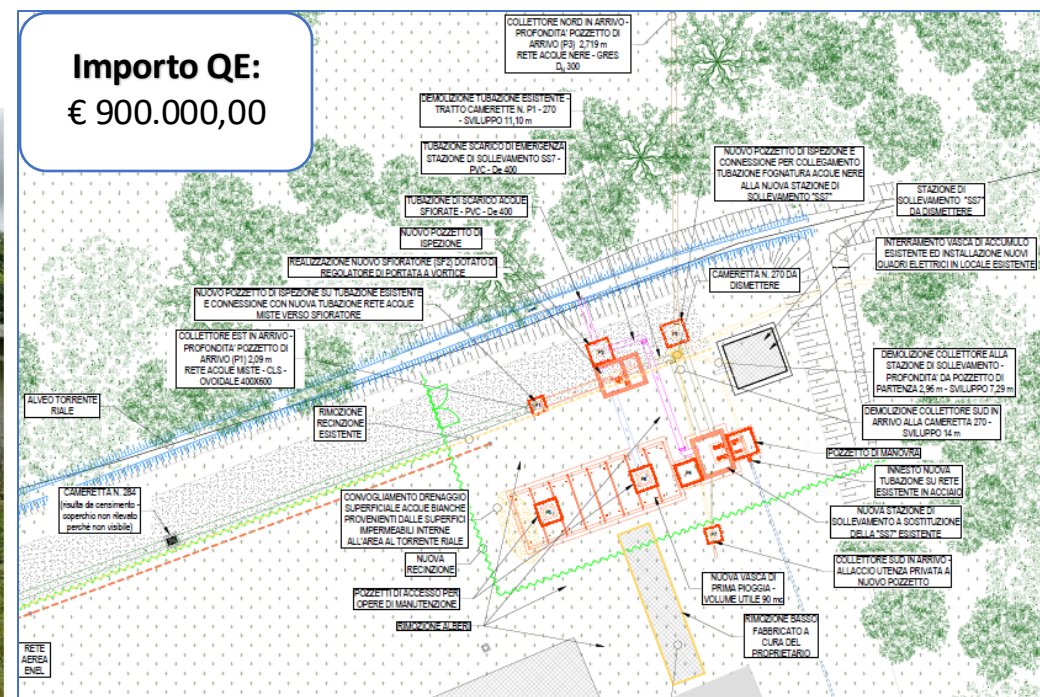 Importo QE:
€ 900.000,00
COLLETTORE NORD IN ARRIVO -
PROFONDITA' POZZETTO DI
ARRIVO (P3) 2,719 m
RETE ACQUE NERE - GRES
Dn 300
DEMOLIZIONE TUBAZIONE ESISTENTE -
TRATTO CAMERETTE N. P1 - 270
- SVILUPPO 11,10 m
TUBAZIONE SCARICO DI EMERGENZA
STAZIONE DI SOLLEVAMENTO SS7 -
PVC - De 400
TUBAZIONE DI SCARICO ACQUE
SFIORATE - PVC - De 400
NUOVO POZZETTO DI
ISPEZIONE
REALIZZAZIONE NUOVO SFIORATORE (SF2) DOTATO DI
REGOLATORE DI PORTATA A VORTICE
NUOVO POZZETTO DI ISPEZIONE SU TUBAZIONE ESISTENTE
E CONNESSIONE CON NUOVA TUBAZIONE RETE ACQUE
MISTE VERSO SFIORATORE
COLLETTORE EST IN ARRIVO -
PROFONDITA' POZZETTO DI
ARRIVO (P1) 2,09 m
RETE ACQUE MISTE - CLS -
OVOIDALE 400X600
ALVEO TORRENTE
RIALE
RIMOZIONE
RECINZIONE
ESISTENTE
CAMERETTA N. 284
(risulta da censimento -
coperchio non rilevato
perchè non visibile)
CONVOGLIAMENTO DRENAGGIO
SUPERFICIALE ACQUE BIANCHE
PROVENIENTI DALLE SUPERFICI
IMPERMEABILI INTERNE
ALL'AREA AL TORRENTE RIALE
NUOVA
RECINZIONE
POZZETTI DI ACCESSO PER
OPERE DI MANUTENZIONE
RIMOZIONE ALBERI
RETE
AEREA
ENEL
NUOVO POZZETTO DI ISPEZIONE E
CONNESSIONE PER COLLEGAMENTO
TUBAZIONE FOGNATURA ACQUE NERE
ALLA NUOVA STAZIONE DI
SOLLEVAMENTO "SS7"
STAZIONE DI
SOLLEVAMENTO "SS7"
DA DISMETTERE
INTERRAMENTO VASCA DI ACCUMULO
ESISTENTE ED INSTALLAZIONE NUOVI
QUADRI ELETTRICI IN LOCALE ESISTENTE
CAMERETTA N. 270 DA
DISMETTERE
DEMOLIZIONE COLLETTORE ALLA
STAZIONE DI SOLLEVAMENTO -
PROFONDITA' DA POZZETTO DI
PARTENZA 2,96 m - SVILUPPO 7,29 m
DEMOLIZIONE COLLETTORE SUD IN
ARRIVO ALLA CAMERETTA 270 -
SVILUPPO 14 m
POZZETTO DI MANOVRA
INNESTO NUOVA
TUBAZIONE SU RETE
ESISTENTE IN ACCIAIO
NUOVA STAZIONE DI
SOLLEVAMENTO A SOSTITUZIONE
DELLA "SS7" ESISTENTE
COLLETTORE SUD IN ARRIVO -
ALLACCIO UTENZA PRIVATA A
NUOVO POZZETTO
NUOVA VASCA DI
PRIMA PIOGGIA -
VOLUME UTILE 90 mc
RIMOZIONE BASSO
FABBRICATO A
CURA DEL
PROPRIETARIO